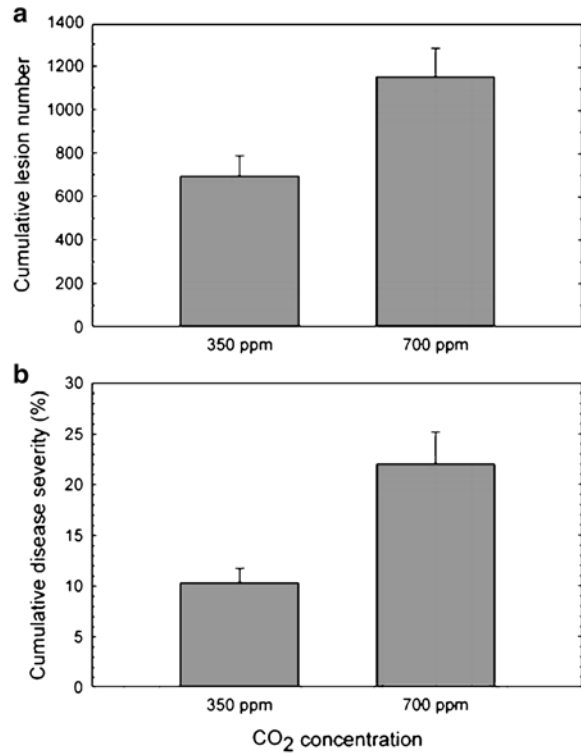 a
1400
1200
1000
800
600
400
200
0
Cumulative lesion number
350 ppm 700 ppm
b
30
25
20
15
10
5
0
Cumulative disease severity (%)
350 ppm 700 ppm
CO2 concentration